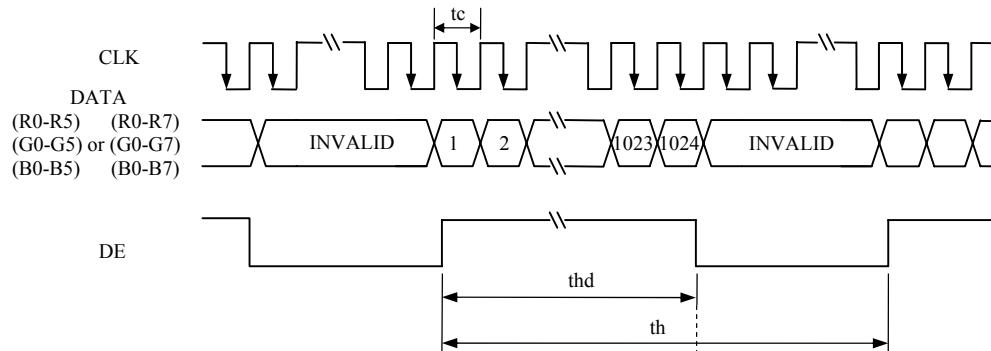 tc
CLK
DATA
(R0-R5) (R0-R7)
(G0-G5) or (G0-G7)
(B0-B5) (B0-B7)
INVALID 1 2 1023 1024 INVALID
DE
thd
th